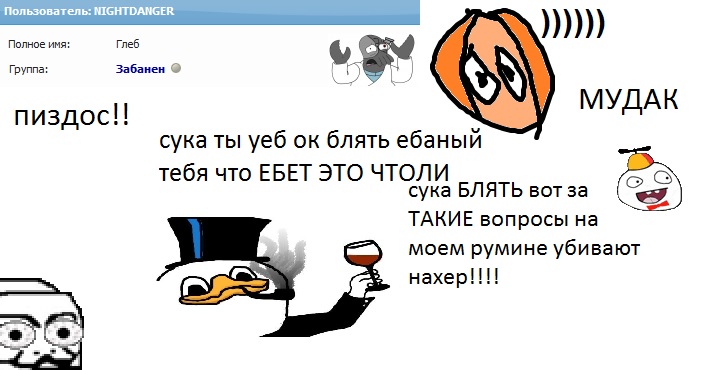 Пользователь: NIGHTDANGER
Полное имя: Глеб
Группа: Забанен
))))))
МУДАК
пиздос!!
сука ты уеб ок блять ебаный
тебя что ЕБЕТ ЭТО ЧТОЛИ
сука БЛЯТЬ вот за
ТАКИЕ вопросы на
моем румине убивают
нахер!!!!